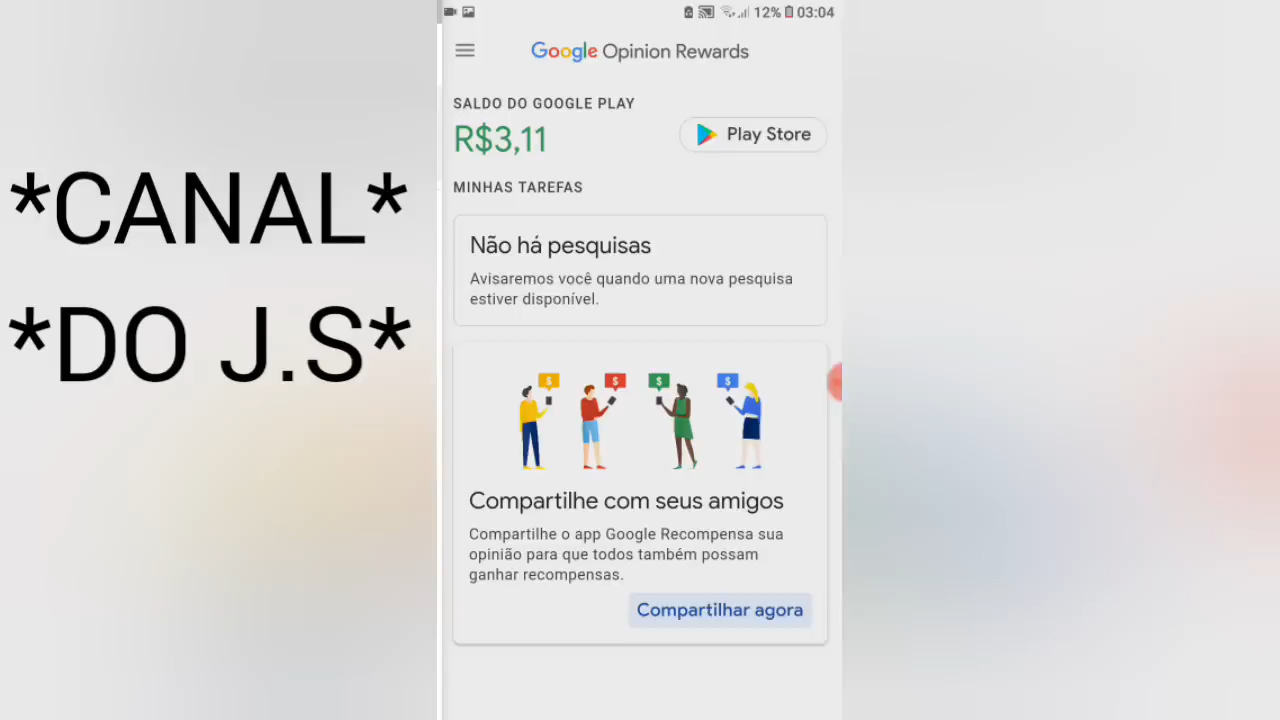 *CANAL*
*DO J.S*
12% 03:04
Google Opinion Rewards
SALDO DO GOOGLE PLAY
R$3,11
Play Store
MINHAS TAREFAS
Não há pesquisas
Avisaremos você quando uma nova pesquisa
estiver disponível.
$ $ $ $
Compartilhe com seus amigos
Compartilhe o app Google Recompensa sua
opinião para que todos também possam
ganhar recompensas.
Compartilhar agora